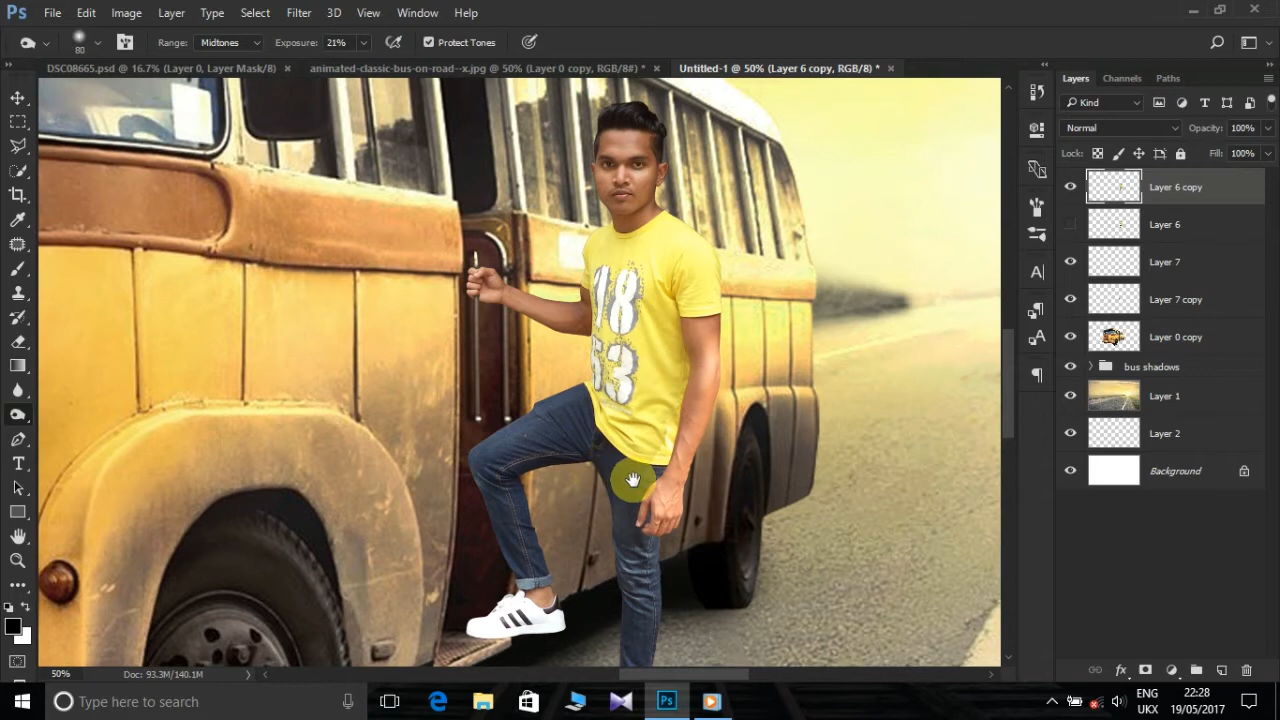 Ps File Edit Image Layer Type Select Filter 3D View Window Help
80 Range: Midtones Exposure: 21% Protect Tones
DSC08665.psd @ 16.7% (Layer 0, Layer Mask/8) × animated-classic-bus-on-road--x.jpg @ 50% (Layer 0 copy, RGB/8#) * × Untitled-1 @ 50% (Layer 6 copy, RGB/8) * ×
Layers Channels Paths
Kind
Normal Opacity: 100%
Lock: Fill: 100%
Layer 6 copy
Layer 6
Layer 7
Layer 7 copy
Layer 0 copy
bus shadows
Layer 1
Layer 2
Background
18
53
50% Doc: 93.3M/140.1M
Type here to search
ENG
UKX
22:28
19/05/2017